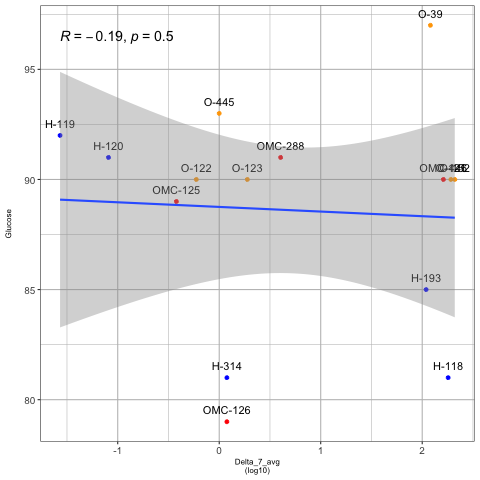 O-39
R = −0.19, p = 0.5
95
O-445
H-119
H-120
OMC-288
O-122
O-123
90
OMC-125
Glucose
H-193
85
H-314
H-118
OMC-126
80
-1
0
1
2
Delta_7_avg
(log10)